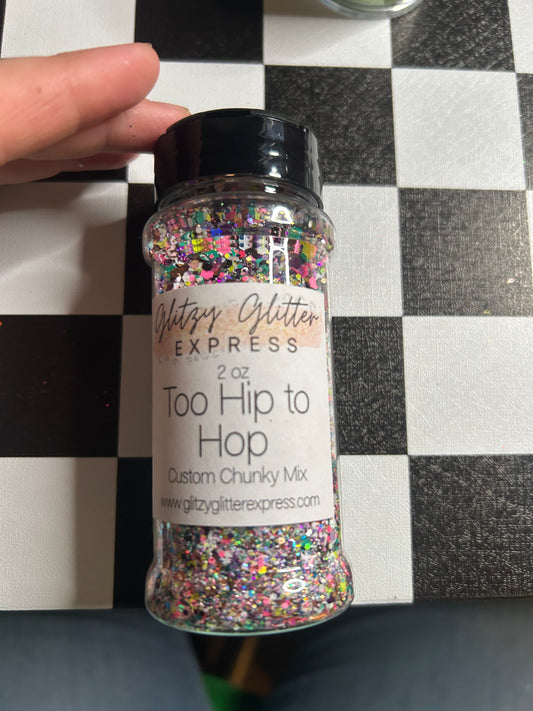 Glitzy Glitter
EXPRESS
2 oz
Too Hip to
Hop
Custom Chunky Mix
www.glitzyglitterexpress.com